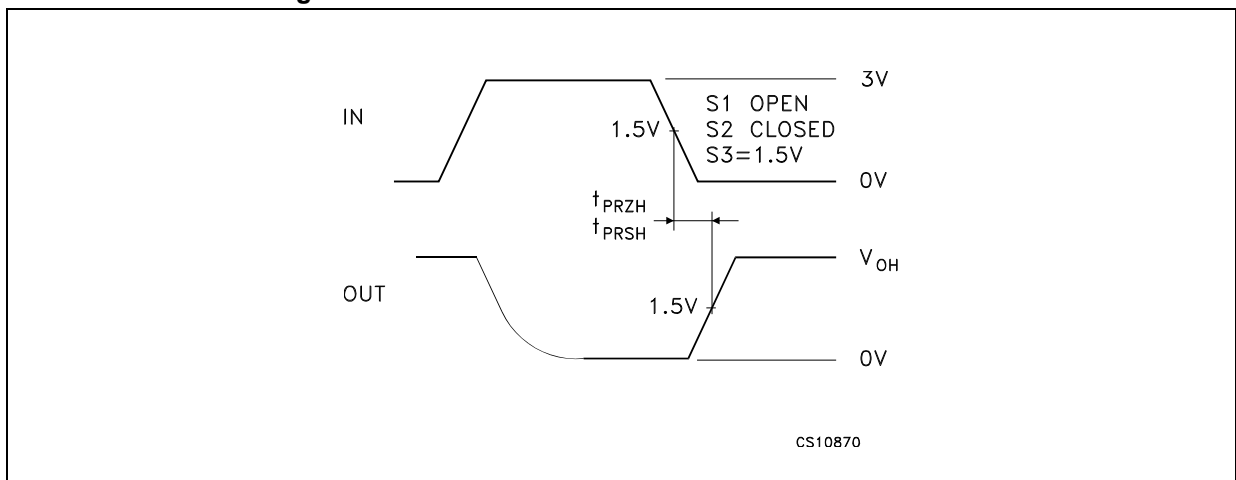 3V
IN
S1 OPEN
1.5V
S2 CLOSED
S3=1.5V
0V
tPRZH
tPRSH
VOH
OUT
1.5V
0V
CS10870